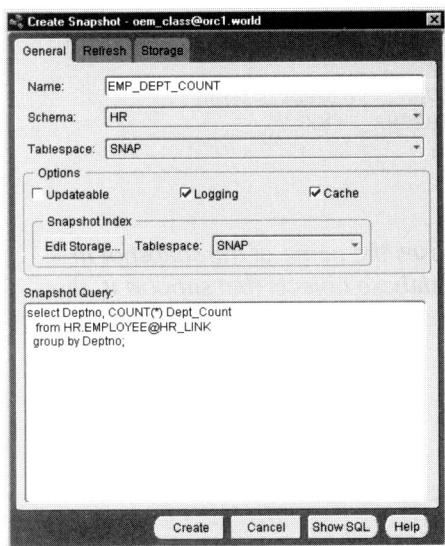 Create Snapshot - oem_class@orc1.world
General Refresh Storage
Name: EMP_DEPT_COUNT
Schema: HR
Tablespace: SNAP
Options
Updateable Logging Cache
Snapshot Index
Edit Storage... Tablespace: SNAP
Snapshot Query:
select Deptno, COUNT(*) Dept_Count
from HR.EMPLOYEE@HR_LINK
group by Deptno;
Create Cancel Show SQL Help